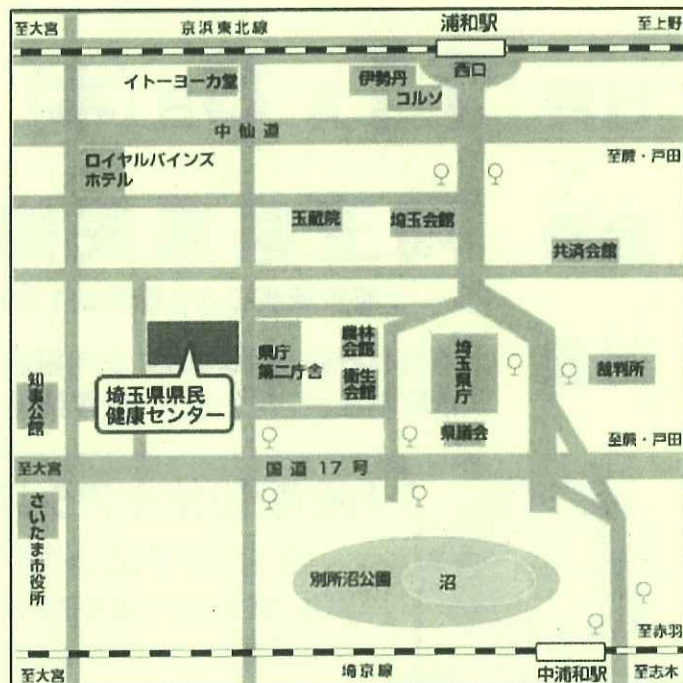 至大宮
京浜東北線
浦和駅
至上野
西口
イトーヨーカ堂
伊勢丹
コルソ
中仙道
ロイヤルパインズ
ホテル
至蕨・戸田
玉蔵院
埼玉会館
共済会館
県庁
第二庁舎
農林
会館
衛生
会館
埼玉県庁
裁判所
知事公館
埼玉県県民
健康センター
県議会
至蕨・戸田
至大宮
国道17号
さいたま市役所
別所沼公園
沼
至赤羽
至大宮
埼京線
中浦和駅
至志木